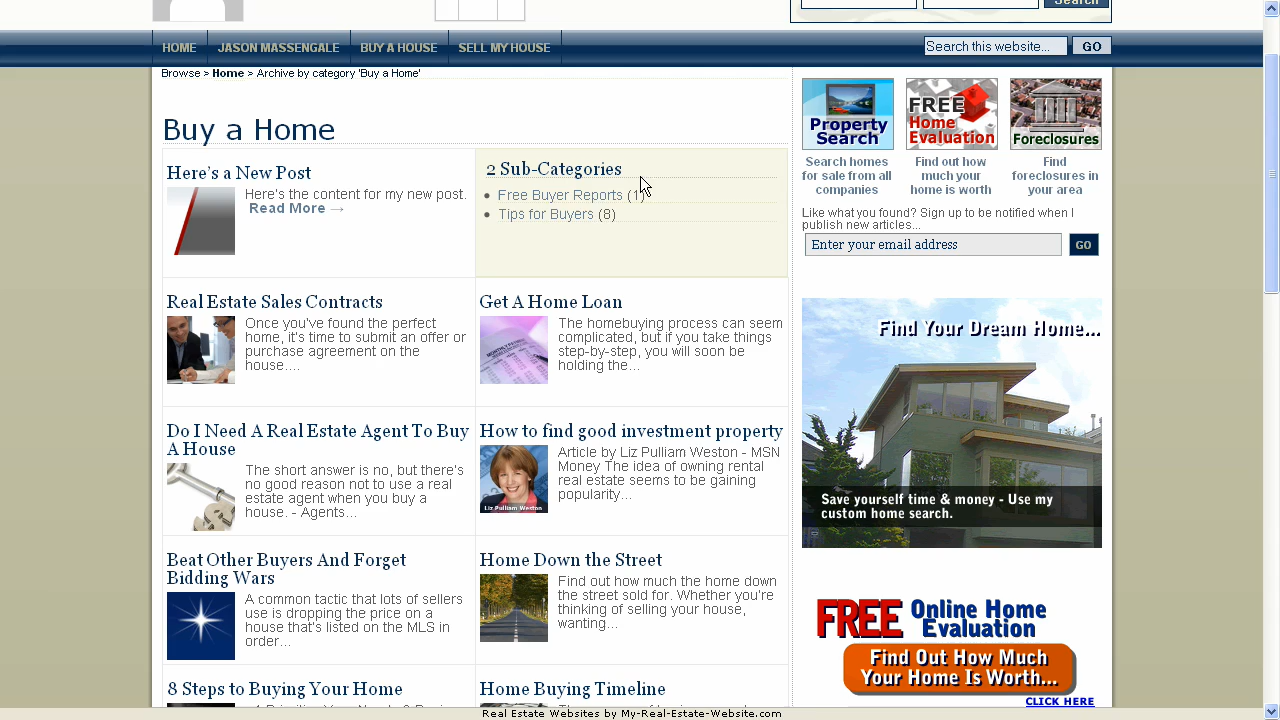 Search
HOME
JASON MASSENGALE
BUY A HOUSE
SELL MY HOUSE
Search this website...
GO
Browse > Home > Archive by category 'Buy a Home'
Buy a Home
Here's a New Post
Here's the content for my new post.
Read More →
2 Sub-Categories
Free Buyer Reports (1)
Tips for Buyers (8)
Real Estate Sales Contracts
Once you've found the perfect
home, it's time to submit an offer or
purchase agreement on the
house....
Get A Home Loan
The homebuying process can seem
complicated, but if you take things
step-by-step, you will soon be
holding the...
Do I Need A Real Estate Agent To Buy
A House
The short answer is no, but there's
no good reason not to use a real
estate agent when you buy a
house. - Agents...
How to find good investment property
Liz Pulliam Weston
Article by Liz Pulliam Weston - MSN
Money The idea of owning rental
real estate seems to be gaining
popularity...
Beat Other Buyers And Forget
Bidding Wars
A common tactic that lots of sellers
use is dropping the price on a
house that's listed on the MLS in
order...
Home Down the Street
Find out how much the home down
the street sold for. Whether you're
thinking of selling your house,
wanting...
8 Steps to Buying Your Home
Home Buying Timeline
Property
Search
Search homes
for sale from all
companies
FREE
Home
Evaluation
Find out how
much your
home is worth
Foreclosures
Find
foreclosures in
your area
Like what you found? Sign up to be notified when I
publish new articles...
Enter your email address
GO
Find Your Dream Home...
Save yourself time & money - Use my
custom home search.
FREE Online Home
Evaluation
Find Out How Much
Your Home Is Worth...
CLICK HERE
Real Estate Websites by My-Real-Estate-Website.com